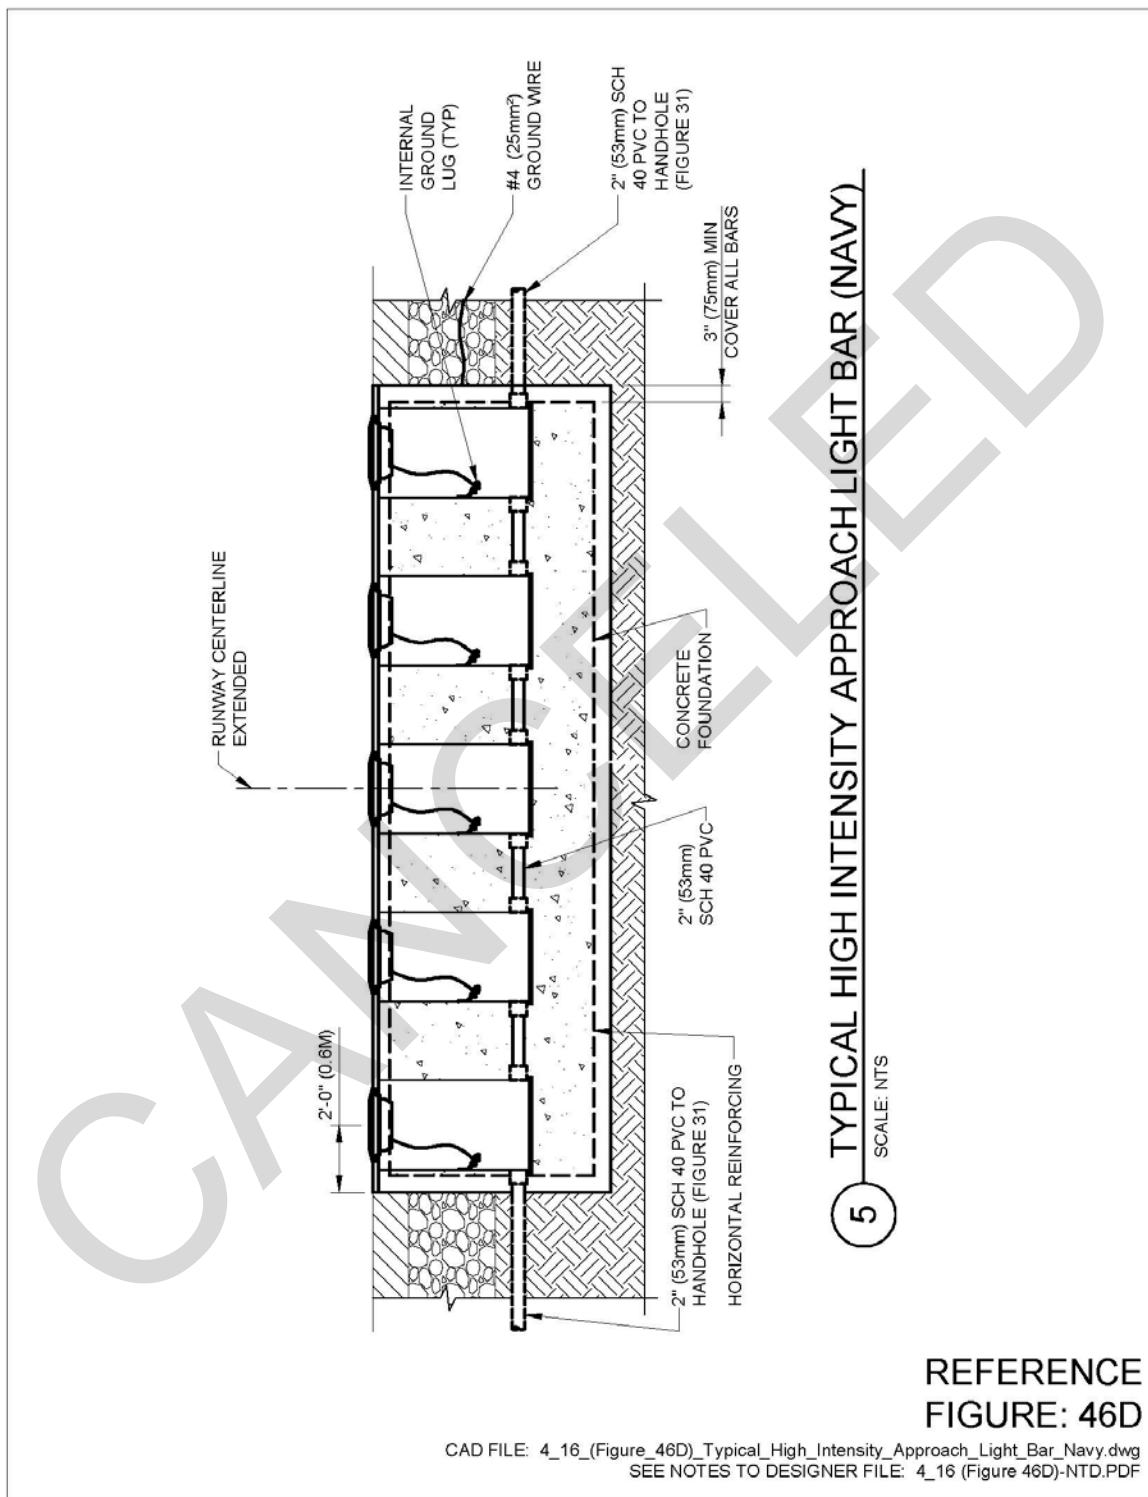 RUNWAY CENTERLINE
EXTENDED
INTERNAL
GROUND
LUG (TYP)
#4 (25mm²)
GROUND WIRE
2" (53mm) SCH
40 PVC TO
HANDHOLE
(FIGURE 31)
3" (75mm) MIN
COVER ALL BARS
2'-0" (0.6M)
2" (53mm) SCH 40 PVC TO
HANDHOLE (FIGURE 31)
HORIZONTAL REINFORCING
2" (53mm)
SCH 40 PVC
CONCRETE
FOUNDATION
5
TYPICAL HIGH INTENSITY APPROACH LIGHT BAR (NAVY)
SCALE: NTS
CANCELED
REFERENCE
FIGURE: 46D
CAD FILE: 4_16_(Figure_46D)_Typical_High_Intensity_Approach_Light_Bar_Navy.dwg
SEE NOTES TO DESIGNER FILE: 4_16 (Figure 46D)-NTD.PDF